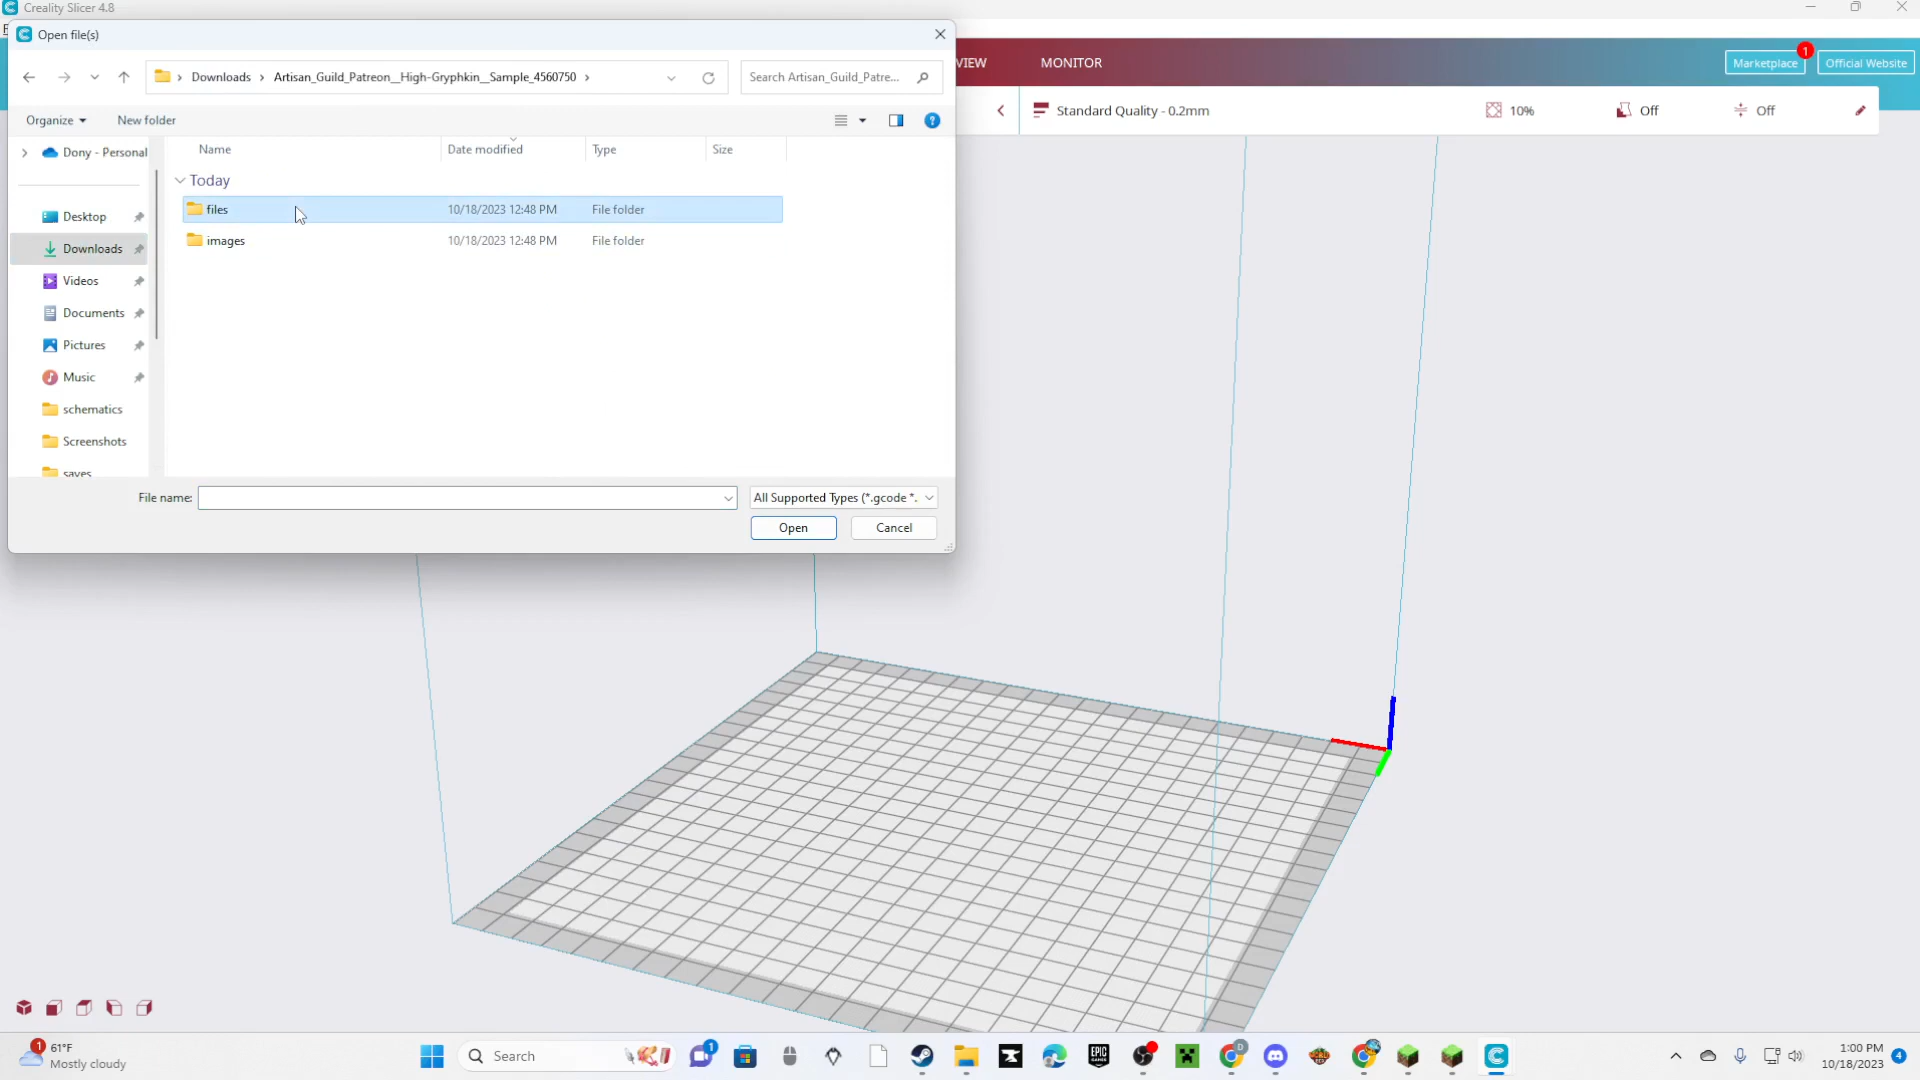 Creality Slicer 4.8
Open file(s)
Downloads > Artisan_Guild_Patreon__High-Gryphkin__Sample_4560750 >
Search Artisan_Guild_Patre...
VIEW
MONITOR
Marketplace
1
Official Website
Organize
New folder
Standard Quality - 0.2mm
10%
Off
Off
Dony - Personal
Name
Date modified
Type
Size
Today
files
10/18/2023 12:48 PM
File folder
images
10/18/2023 12:48 PM
File folder
Desktop
Downloads
Videos
Documents
Pictures
Music
schematics
Screenshots
saves
File name:
All Supported Types (*.gcode *.
Open
Cancel
1
61°F
Mostly cloudy
Search
1
EPIC
GAMES
D
1:00 PM
10/18/2023
4